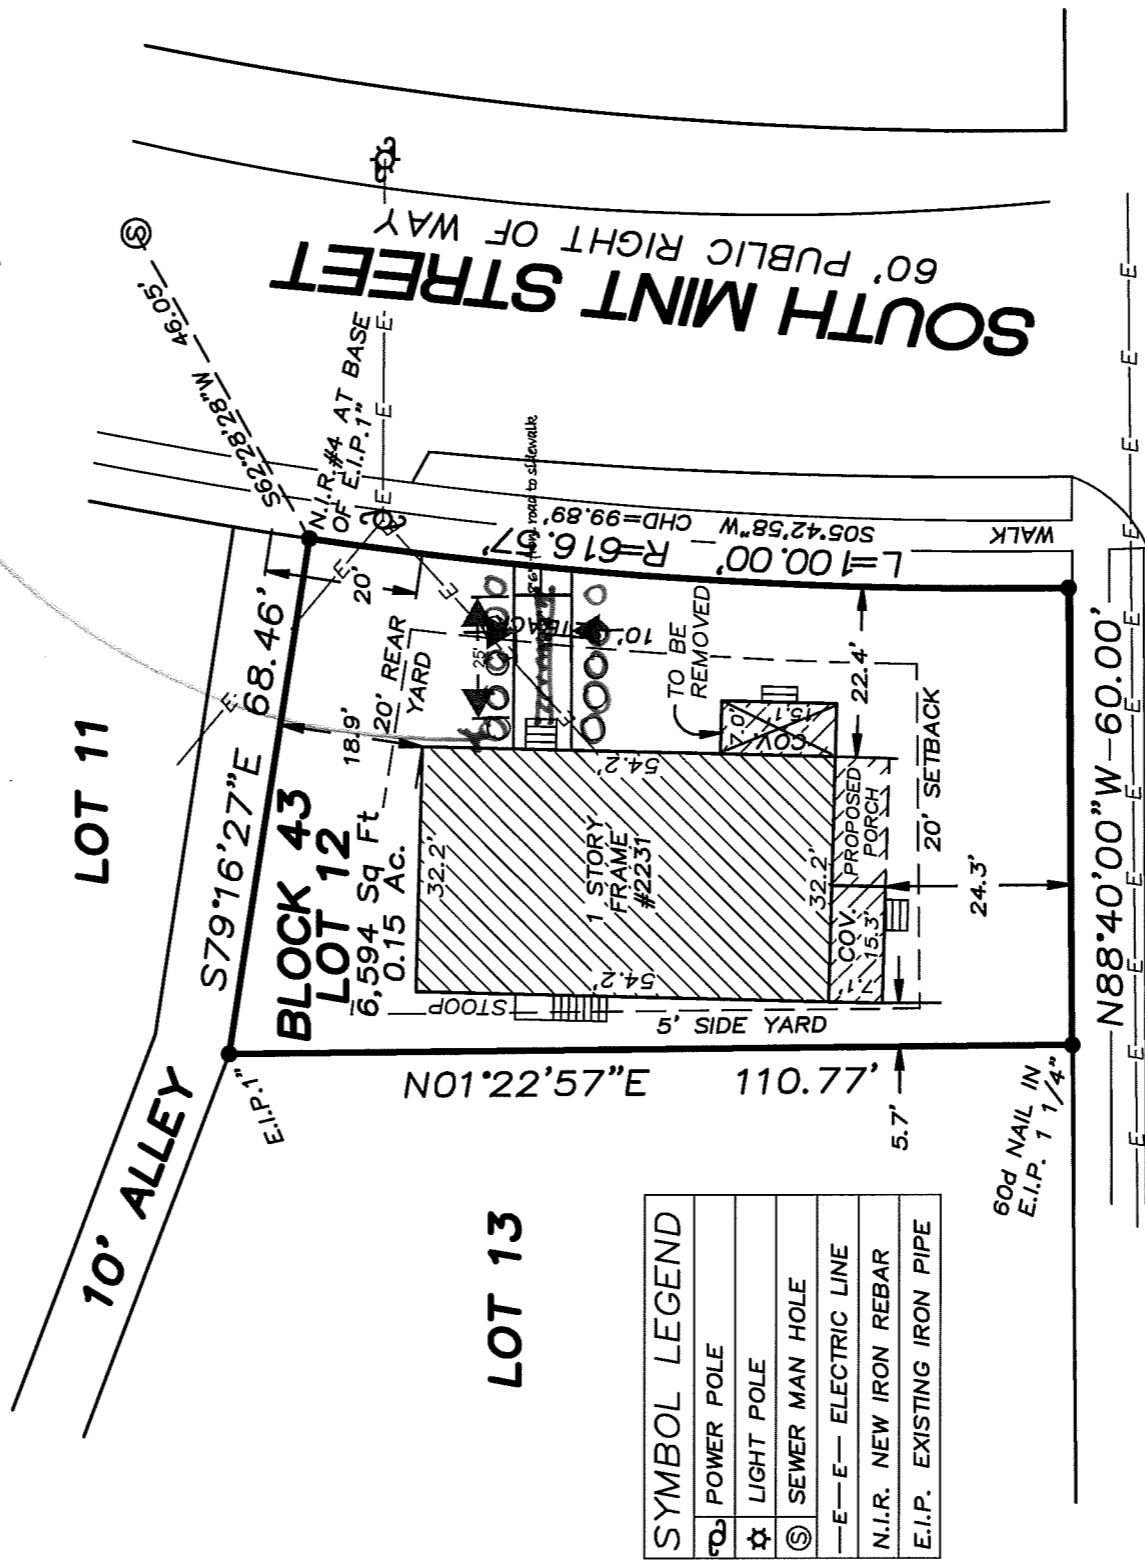 LOT 11
10' ALLEY
S79°16'27"E 68.46'
BLOCK 43
LOT 12
6,594 Sq Ft
0.15 Ac.
18.9'
20' REAR
YARD
20'
S62°28'28"W 46.05'
S
N.I.R. #4 AT BASE
OF E.I.P.1"
SOUTH MINT STREET
60' PUBLIC RIGHT OF WAY
L=100.00'
S05°42'58"W CHD=99.89'
WALK
road to sidewalk
25'
10'
TO BE
REMOVED
COV.
15.1'
22.4'
32.2'
54.2'
1 STORY
FRAME
#2231
54.2'
32.2'
PROPOSED
PORCH
COV.
15.3'
7.1'
20' SETBACK
24.3'
STOOP
5' SIDE YARD
E.I.P.1"
N01°22'57"E 110.77'
5.7'
60d NAIL IN
E.I.P. 1 1/4"
N88°40'00"W-60.00'
E E E E E E E E
LOT 13
SYMBOL LEGEND
POWER POLE
LIGHT POLE
S SEWER MAN HOLE
—E—E— ELECTRIC LINE
N.I.R. NEW IRON REBAR
E.I.P. EXISTING IRON PIPE